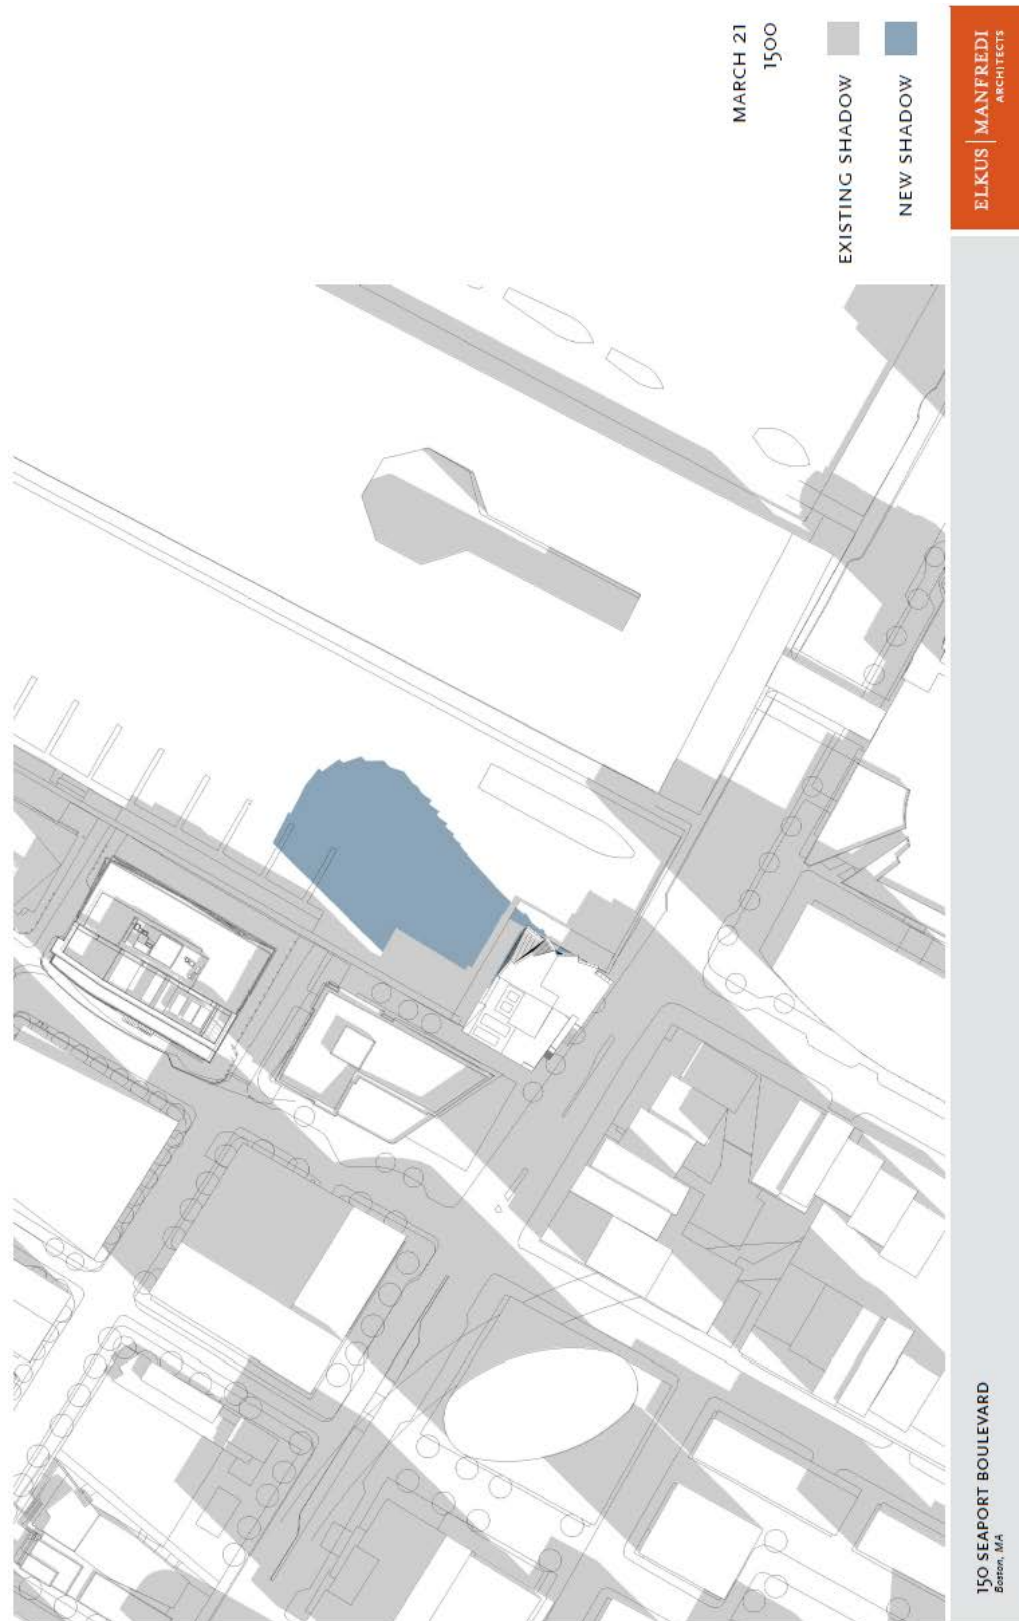 MARCH 21
1500
EXISTING SHADOW
NEW SHADOW
ELKUS | MANFREDI
ARCHITECTS
150 SEAPORT BOULEVARD
Boston, MA